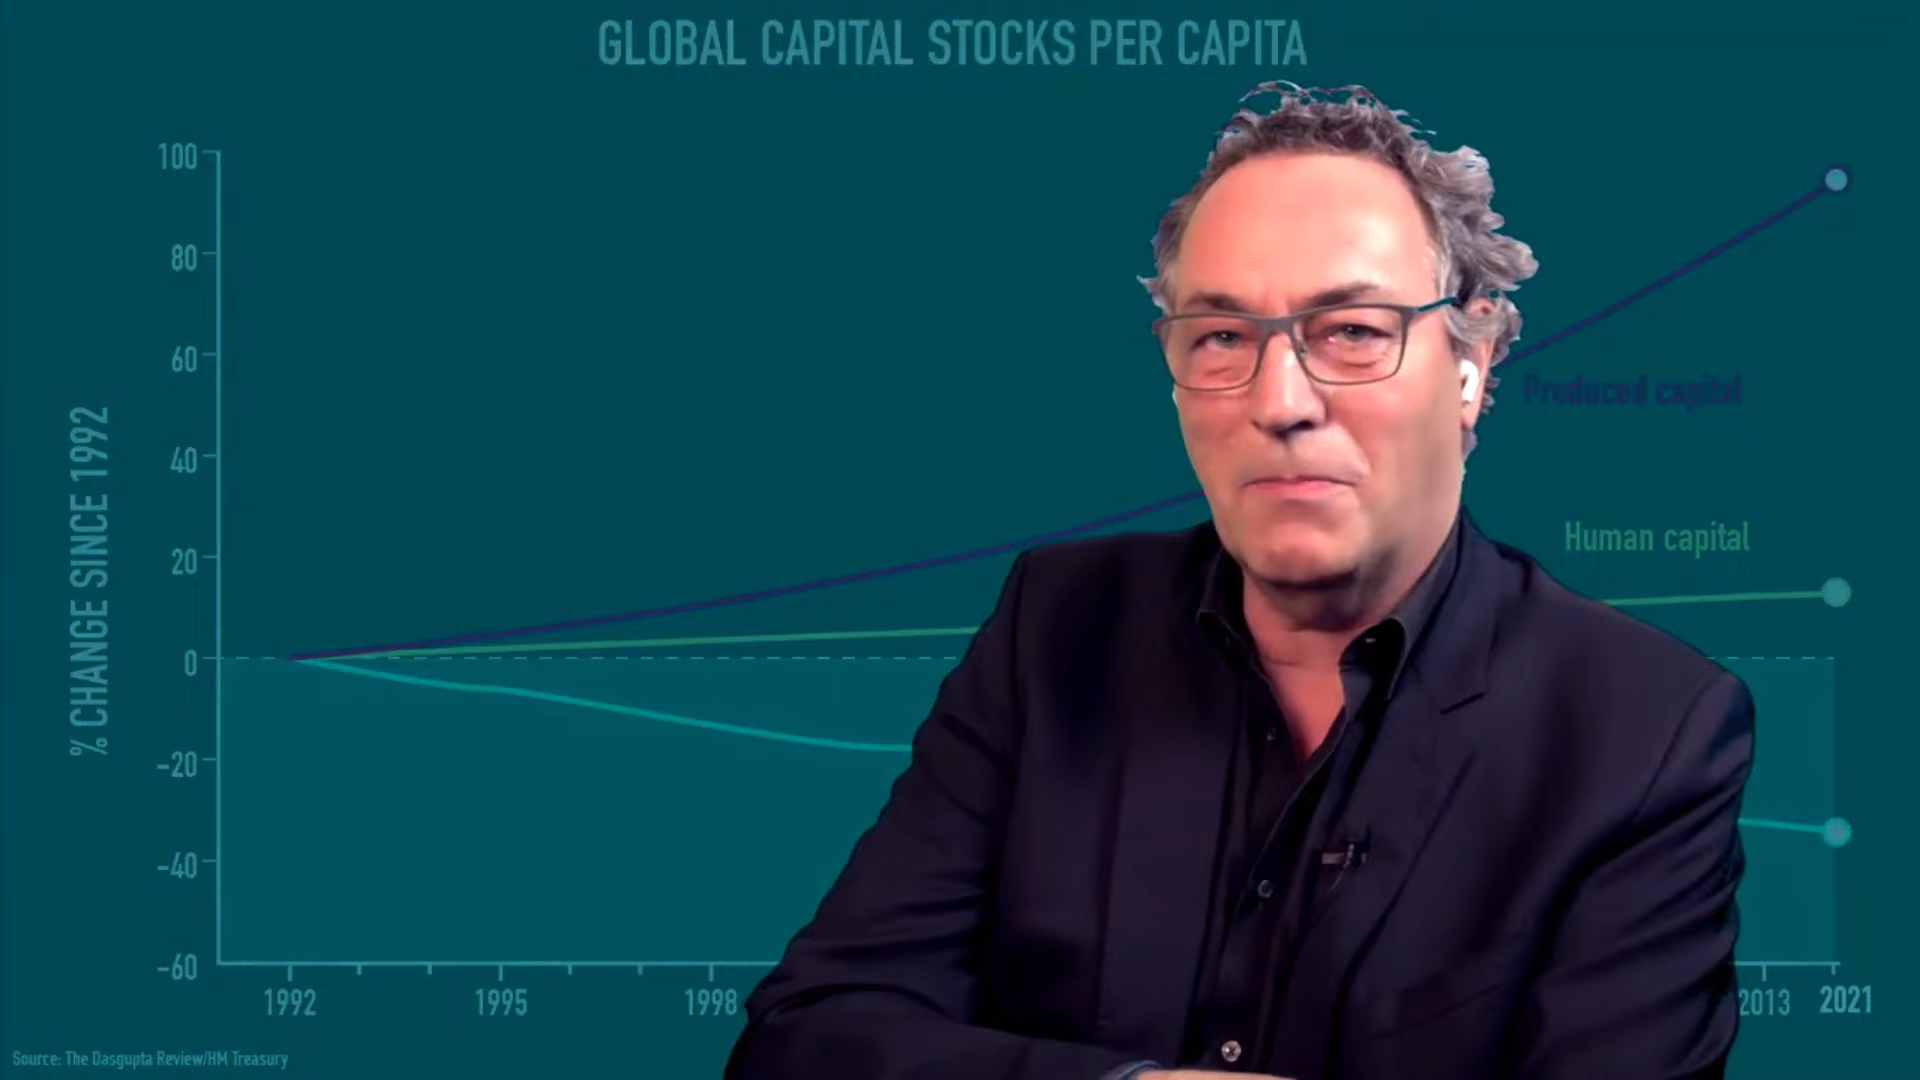 GLOBAL CAPITAL STOCKS PER CAPITA
100
80
60
40
20
0
-20
-40
-60
% CHANGE SINCE 1992
Produced capital
Human capital
1992
1995
1998
2013
2021
Source: The Dasgupta Review/HM Treasury